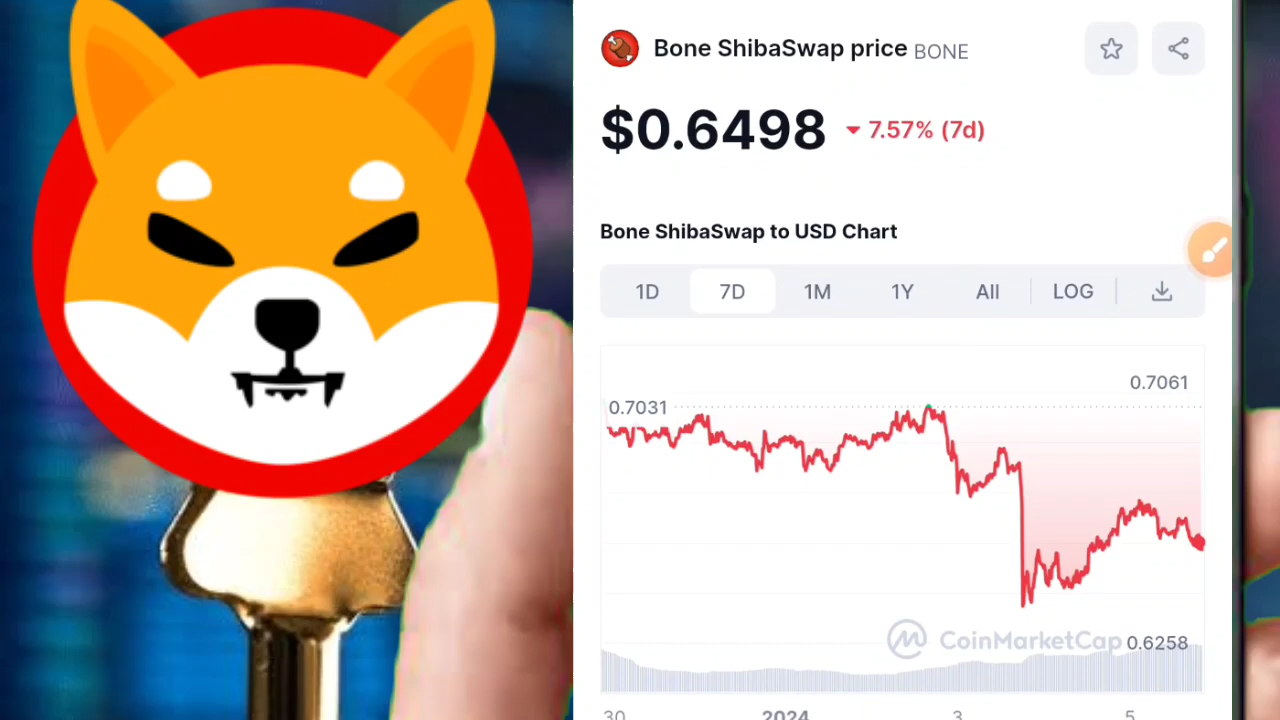 Bone ShibaSwap price BONE
$0.6498 7.57% (7d)
Bone ShibaSwap to USD Chart
1D 7D 1M 1Y All LOG
0.7061
0.7031
CoinMarketCap 0.6258
30 2024 3 5